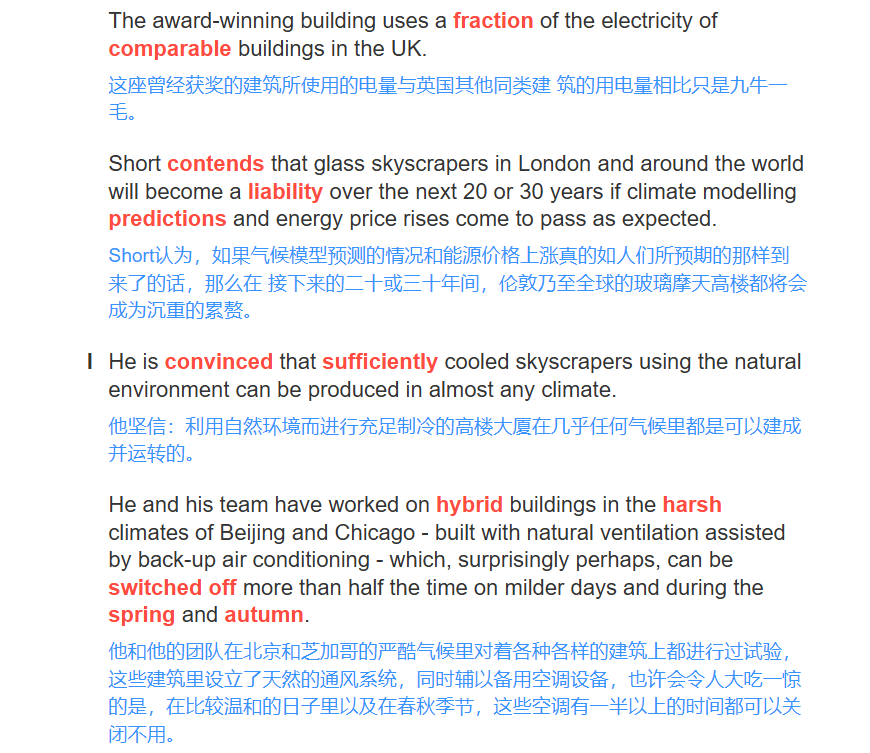 The award-winning building uses a fraction of the electricity of
comparable buildings in the UK.
这座曾经获奖的建筑所使用的电量与英国其他同类建 筑的用电量相比只是九牛一
毛。
Short contends that glass skyscrapers in London and around the world
will become a liability over the next 20 or 30 years if climate modelling
predictions and energy price rises come to pass as expected.
Short认为，如果气候模型预测的情况和能源价格上涨真的如人们所预期的那样到
来了的话，那么在 接下来的二十或三十年间，伦敦乃至全球的玻璃摩天高楼都将会
成为沉重的累赘。
I He is convinced that sufficiently cooled skyscrapers using the natural
environment can be produced in almost any climate.
他坚信：利用自然环境而进行充足制冷的高楼大厦在几乎任何气候里都是可以建成
并运转的。
He and his team have worked on hybrid buildings in the harsh
climates of Beijing and Chicago - built with natural ventilation assisted
by back-up air conditioning - which, surprisingly perhaps, can be
switched off more than half the time on milder days and during the
spring and autumn.
他和他的团队在北京和芝加哥的严酷气候里对着各种各样的建筑上都进行过试验，
这些建筑里设立了天然的通风系统，同时辅以备用空调设备，也许会令人大吃一惊
的是，在比较温和的日子里以及在春秋季节，这些空调有一半以上的时间都可以关
闭不用。